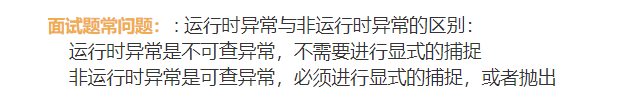 面试题常问题：: 运行时异常与非运行时异常的区别：
运行时异常是不可查异常，不需要进行显式的捕捉
非运行时异常是可查异常，必须进行显式的捕捉，或者抛出